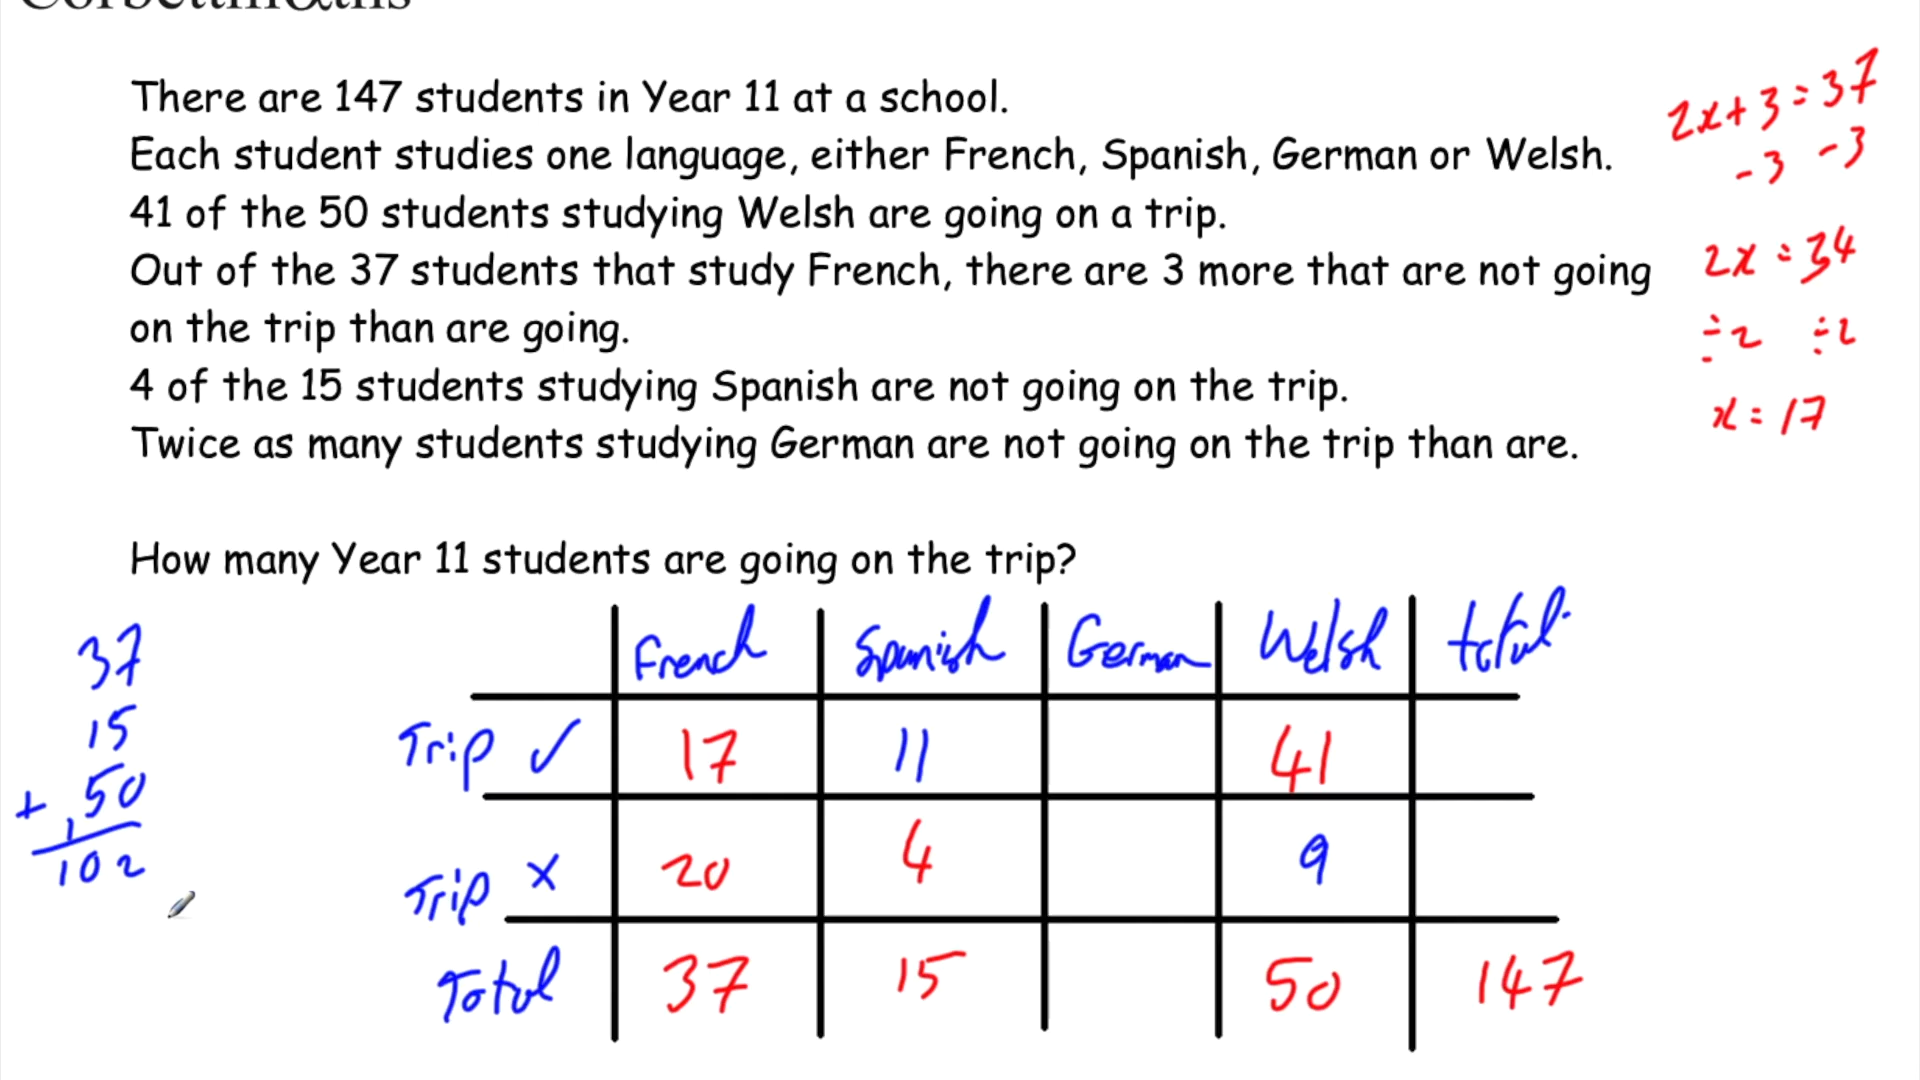 Corbettmαths
There are 147 students in Year 11 at a school.
2x+3=37
Each student studies one language, either French, Spanish, German or Welsh.
-3 -3
41 of the 50 students studying Welsh are going on a trip.
Out of the 37 students that study French, there are 3 more that are not going
2x=34
on the trip than are going.
÷2 ÷2
4 of the 15 students studying Spanish are not going on the trip.
x=17
Twice as many students studying German are not going on the trip than are.
How many Year 11 students are going on the trip?
37
15
+ 50
1
102
French Spanish German Welsh total
Trip ✓ 17 11 41
Trip x 20 4 9
Total 37 15 50 147